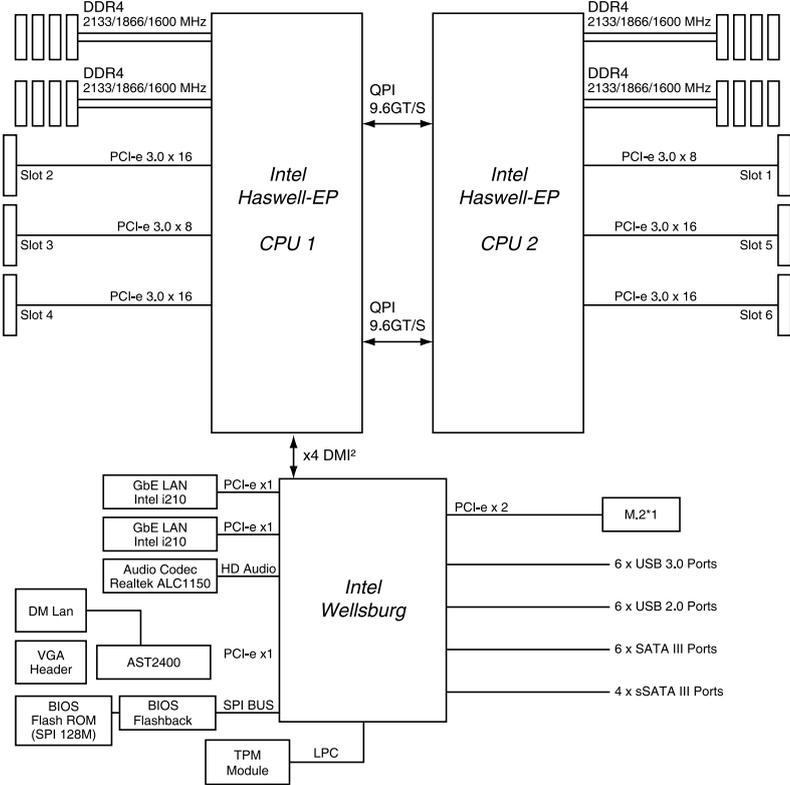 DDR4
2133/1866/1600 MHz
DDR4
2133/1866/1600 MHz
DDR4
2133/1866/1600 MHz
DDR4
2133/1866/1600 MHz
QPI
9.6GT/S
PCI-e 3.0 x 16
Slot 2
PCI-e 3.0 x 8
Slot 3
PCI-e 3.0 x 16
Slot 4
Intel
Haswell-EP
CPU 1
Intel
Haswell-EP
CPU 2
PCI-e 3.0 x 8
Slot 1
PCI-e 3.0 x 16
Slot 5
PCI-e 3.0 x 16
Slot 6
QPI
9.6GT/S
x4 DMI²
GbE LAN
Intel i210
PCI-e x1
GbE LAN
Intel i210
PCI-e x1
Audio Codec
Realtek ALC1150
HD Audio
DM Lan
VGA
Header
AST2400
PCI-e x1
BIOS
Flash ROM
(SPI 128M)
BIOS
Flashback
SPI BUS
TPM
Module
LPC
Intel
Wellsburg
PCI-e x 2
M.2*1
6 x USB 3.0 Ports
6 x USB 2.0 Ports
6 x SATA III Ports
4 x sSATA III Ports